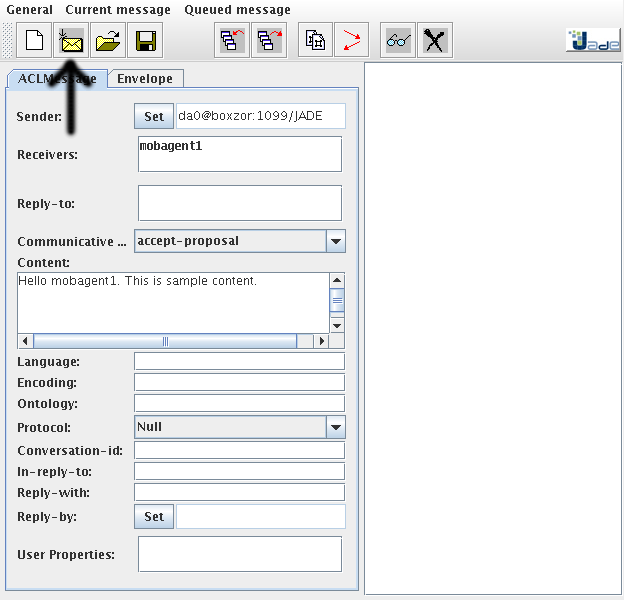 General Current message Queued message
Jade
ACLMessage Envelope
Sender: Set da0@boxzor:1099/JADE
Receivers: mobagent1
Reply-to:
Communicative ... accept-proposal
Content:
Hello mobagent1. This is sample content.
Language:
Encoding:
Ontology:
Protocol: Null
Conversation-id:
In-reply-to:
Reply-with:
Reply-by: Set
User Properties: